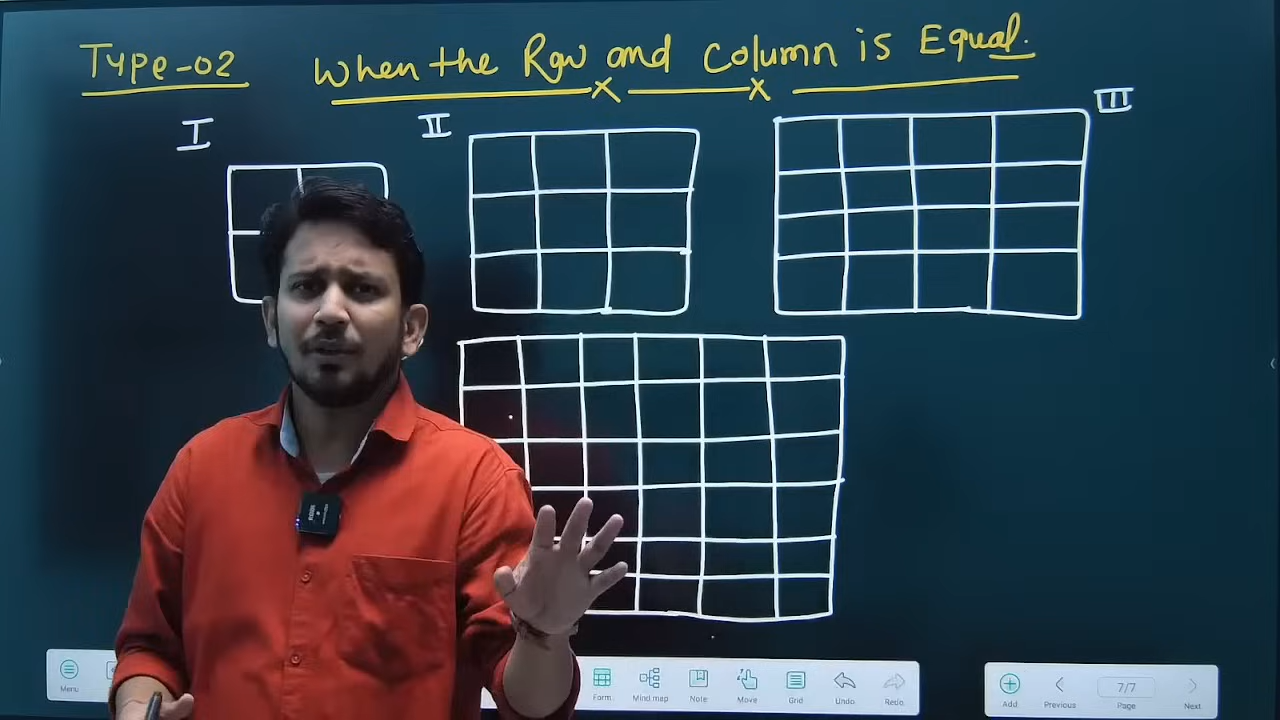 Type-02 When the Row and column is Equal.
I II III
Menu Form Mind map Note Move Grid Undo Redo Add Previous 7/7 Page Next